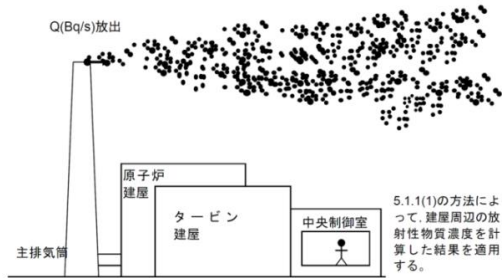 Q(Bq/s)放出
原子炉
建屋
タービン
建屋
中央制御室
主排気筒
5.1.1(1)の方法によ
って、建屋周辺の放
射性物質濃度を計
算した結果を適用
する。